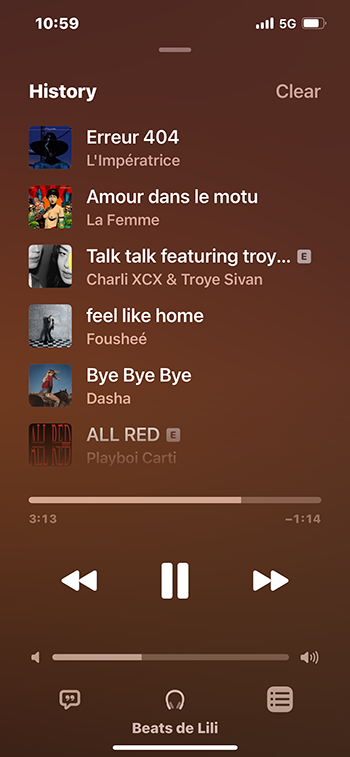 10:59
5G
History
Clear
Erreur 404
L'Impératrice
Amour dans le motu
La Femme
Talk talk featuring troy...
E
Charli XCX & Troye Sivan
feel like home
Fousheé
Bye Bye Bye
Dasha
ALL RED
ALL RED
E
Playboi Carti
3:13
−1:14
Beats de Lili